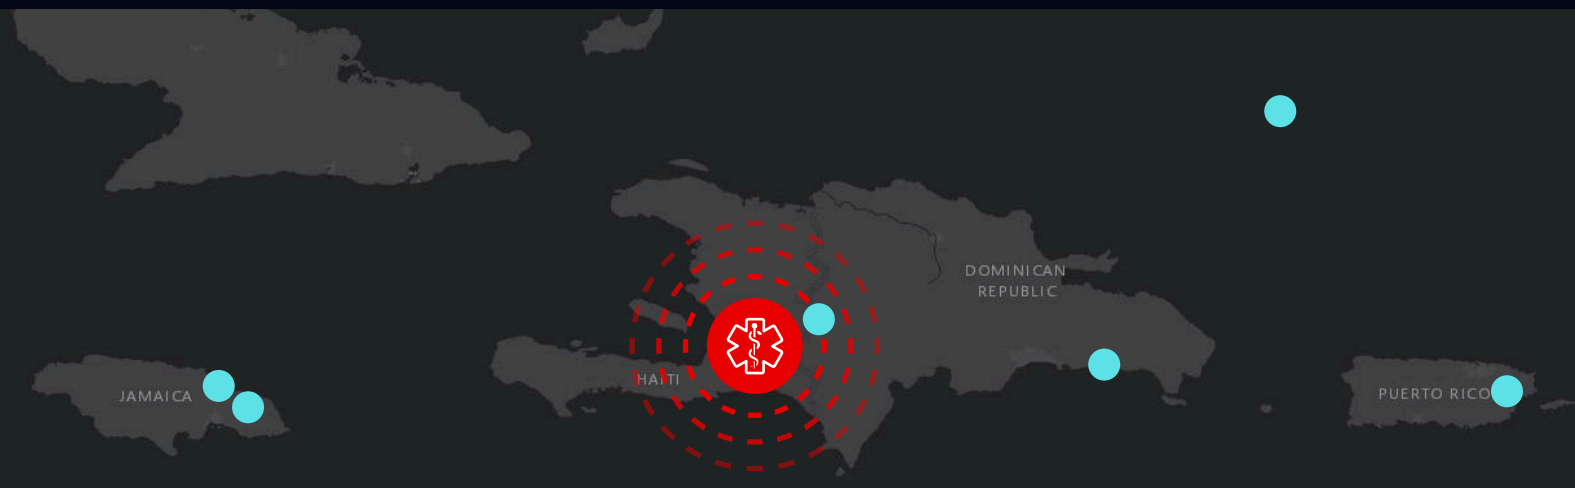 DOMINICAN
REPUBLIC
HAITI
JAMAICA
PUERTO RICO